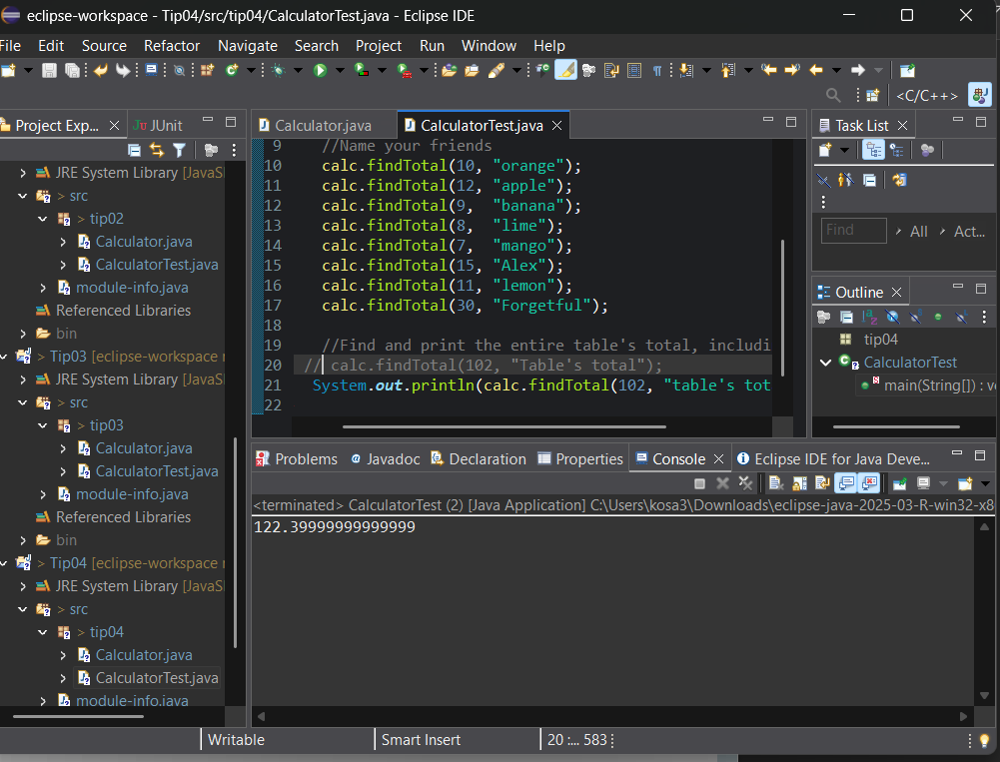 eclipse-workspace - Tip04/src/tip04/CalculatorTest.java - Eclipse IDE
File Edit Source Refactor Navigate Search Project Run Window Help
<C/C++>
Project Exp...
JUnit
JRE System Library [JavaS
> src
> tip02
Calculator.java
CalculatorTest.java
module-info.java
Referenced Libraries
bin
> Tip03 [eclipse-workspace
JRE System Library [JavaS
> src
> tip03
Calculator.java
CalculatorTest.java
module-info.java
Referenced Libraries
bin
> Tip04 [eclipse-workspace
JRE System Library [JavaS
> src
> tip04
Calculator.java
CalculatorTest.java
module-info.java
Calculator.java
CalculatorTest.java
9 //Name your friends
10 calc.findTotal(10, "orange");
11 calc.findTotal(12, "apple");
12 calc.findTotal(9, "banana");
13 calc.findTotal(8, "lime");
14 calc.findTotal(7, "mango");
15 calc.findTotal(15, "Alex");
16 calc.findTotal(11, "lemon");
17 calc.findTotal(30, "Forgetful");
18
19 //Find and print the entire table's total, includi
20 // calc.findTotal(102, "Table's total");
21 System.out.println(calc.findTotal(102, "table's tot
22
Task List
Find
All
Act...
Outline
tip04
CalculatorTest
main(String[]) : vo
Problems
Javadoc
Declaration
Properties
Console
Eclipse IDE for Java Deve...
<terminated> CalculatorTest (2) [Java Application] C:\Users\kosa3\Downloads\eclipse-java-2025-03-R-win32-x8
122.39999999999999
Writable
Smart Insert
20 :... 583